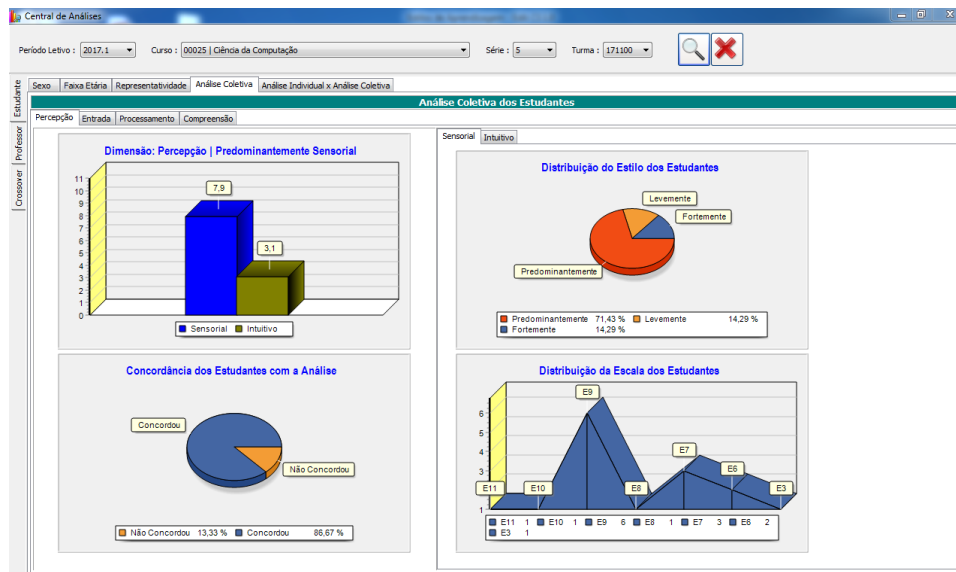 Central de Análises
Período Letivo : 2017.1 Curso : 00025 | Ciência da Computação Série : 5 Turma : 171100
Estudante
Professor
Crossover
Sexo Faixa Etária Representatividade Análise Coletiva Análise Individual x Análise Coletiva
Análise Coletiva dos Estudantes
Percepção Entrada Processamento Compreensão
Dimensão: Percepção | Predominantemente Sensorial
11
10
9
8
7
6
5
4
3
2
1
0
7,9
3,1
Sensorial Intuitivo
Concordância dos Estudantes com a Análise
Concordou
Não Concordou
Não Concordou 13,33 % Concordou 86,67 %
Sensorial Intuitivo
Distribuição do Estilo dos Estudantes
Levemente
Fortemente
Predominantemente
Predominantemente 71,43 % Levemente 14,29 %
Fortemente 14,29 %
Distribuição da Escala dos Estudantes
6
5
4
3
1
E11
E10
E9
E8
E7
E6
E3
E11 1 E10 1 E9 6 E8 1 E7 3 E6 2
E3 1